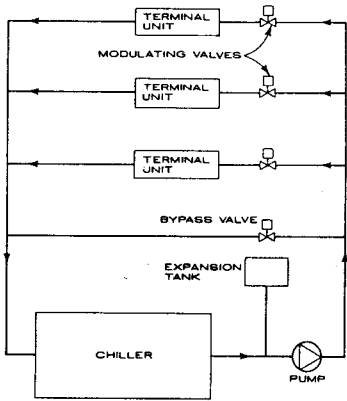 TERMINAL
UNIT
MODULATING VALVES
TERMINAL
UNIT
TERMINAL
UNIT
BYPASS VALVE
EXPANSION
TANK
CHILLER
PUMP